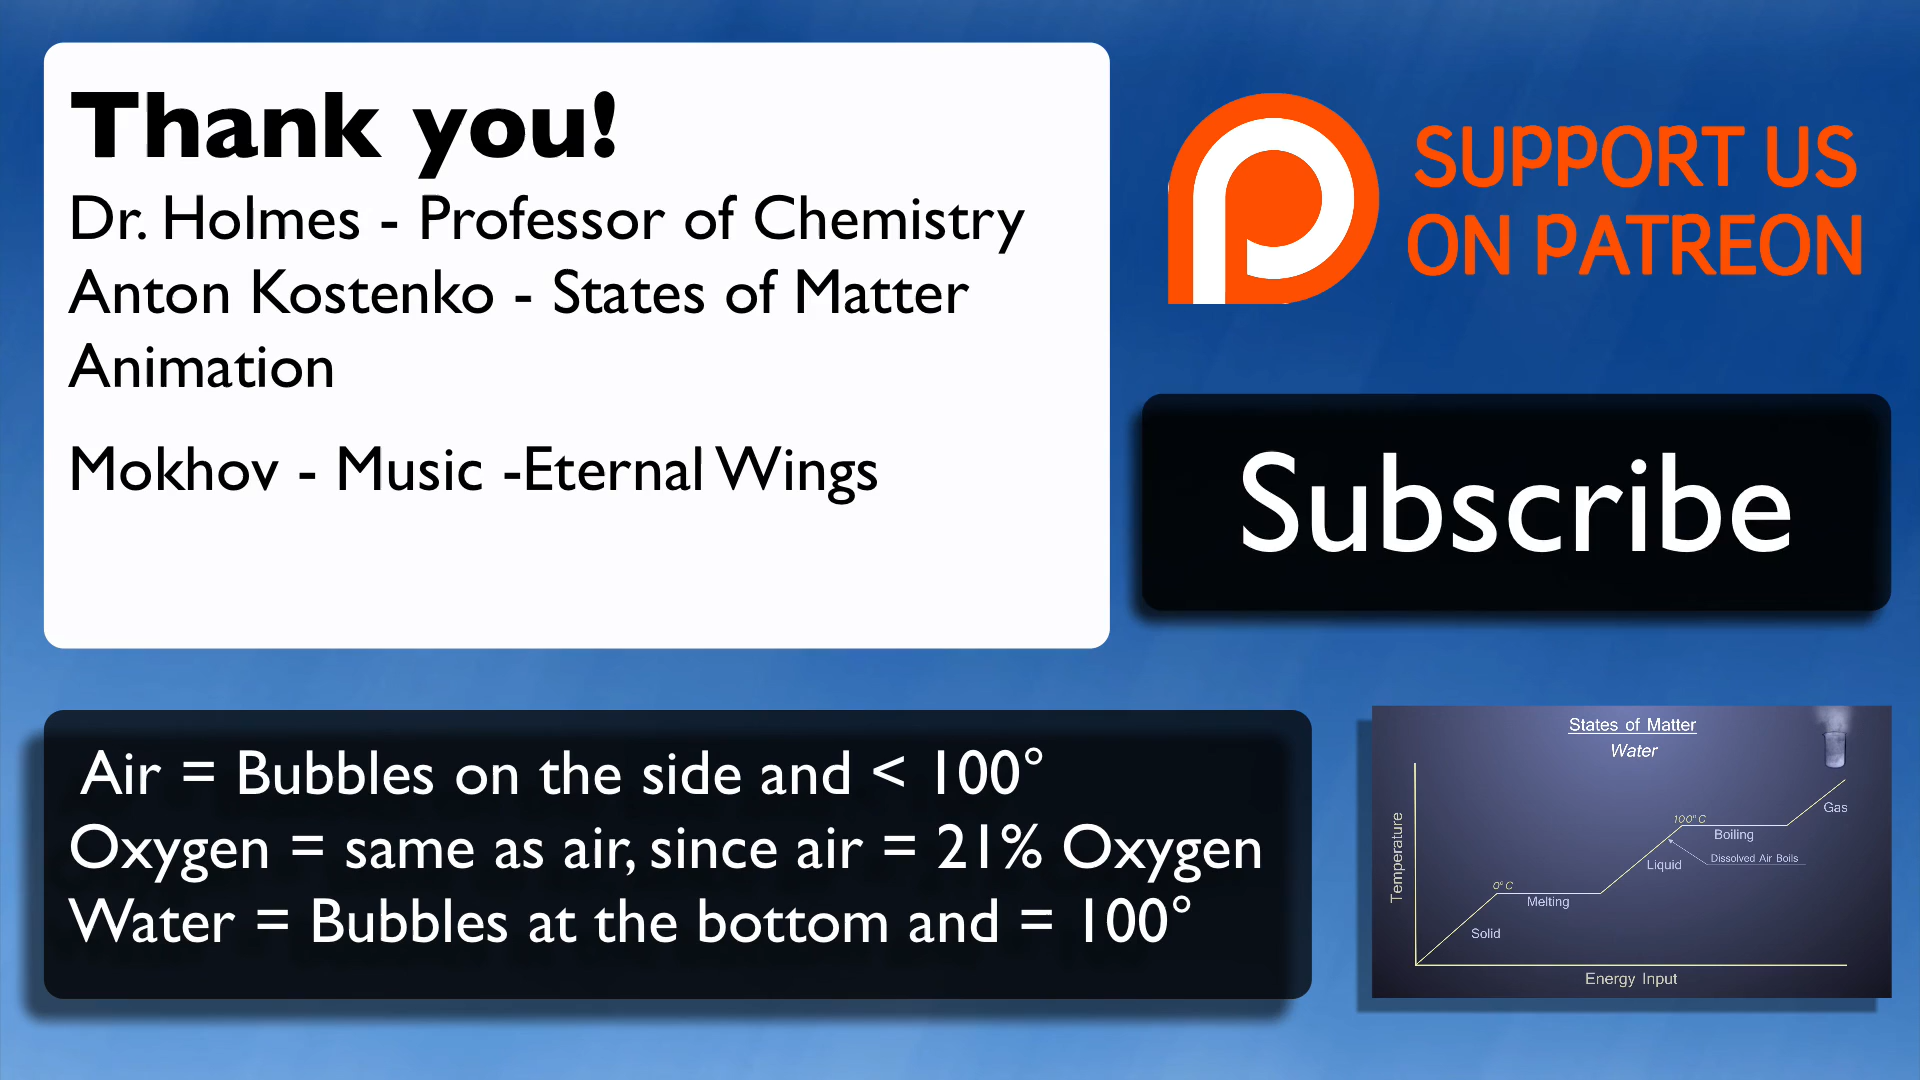 Thank you!
Dr. Holmes - Professor of Chemistry
Anton Kostenko - States of Matter
Animation
Mokhov - Music -Eternal Wings
SUPPORT US
ON PATREON
Subscribe
Air = Bubbles on the side and < 100°
Oxygen = same as air, since air = 21% Oxygen
Water = Bubbles at the bottom and = 100°
States of Matter
Water
Temperature
Gas
100° C
Boiling
Dissolved Air Boils
Liquid
0° C
Melting
Solid
Energy Input